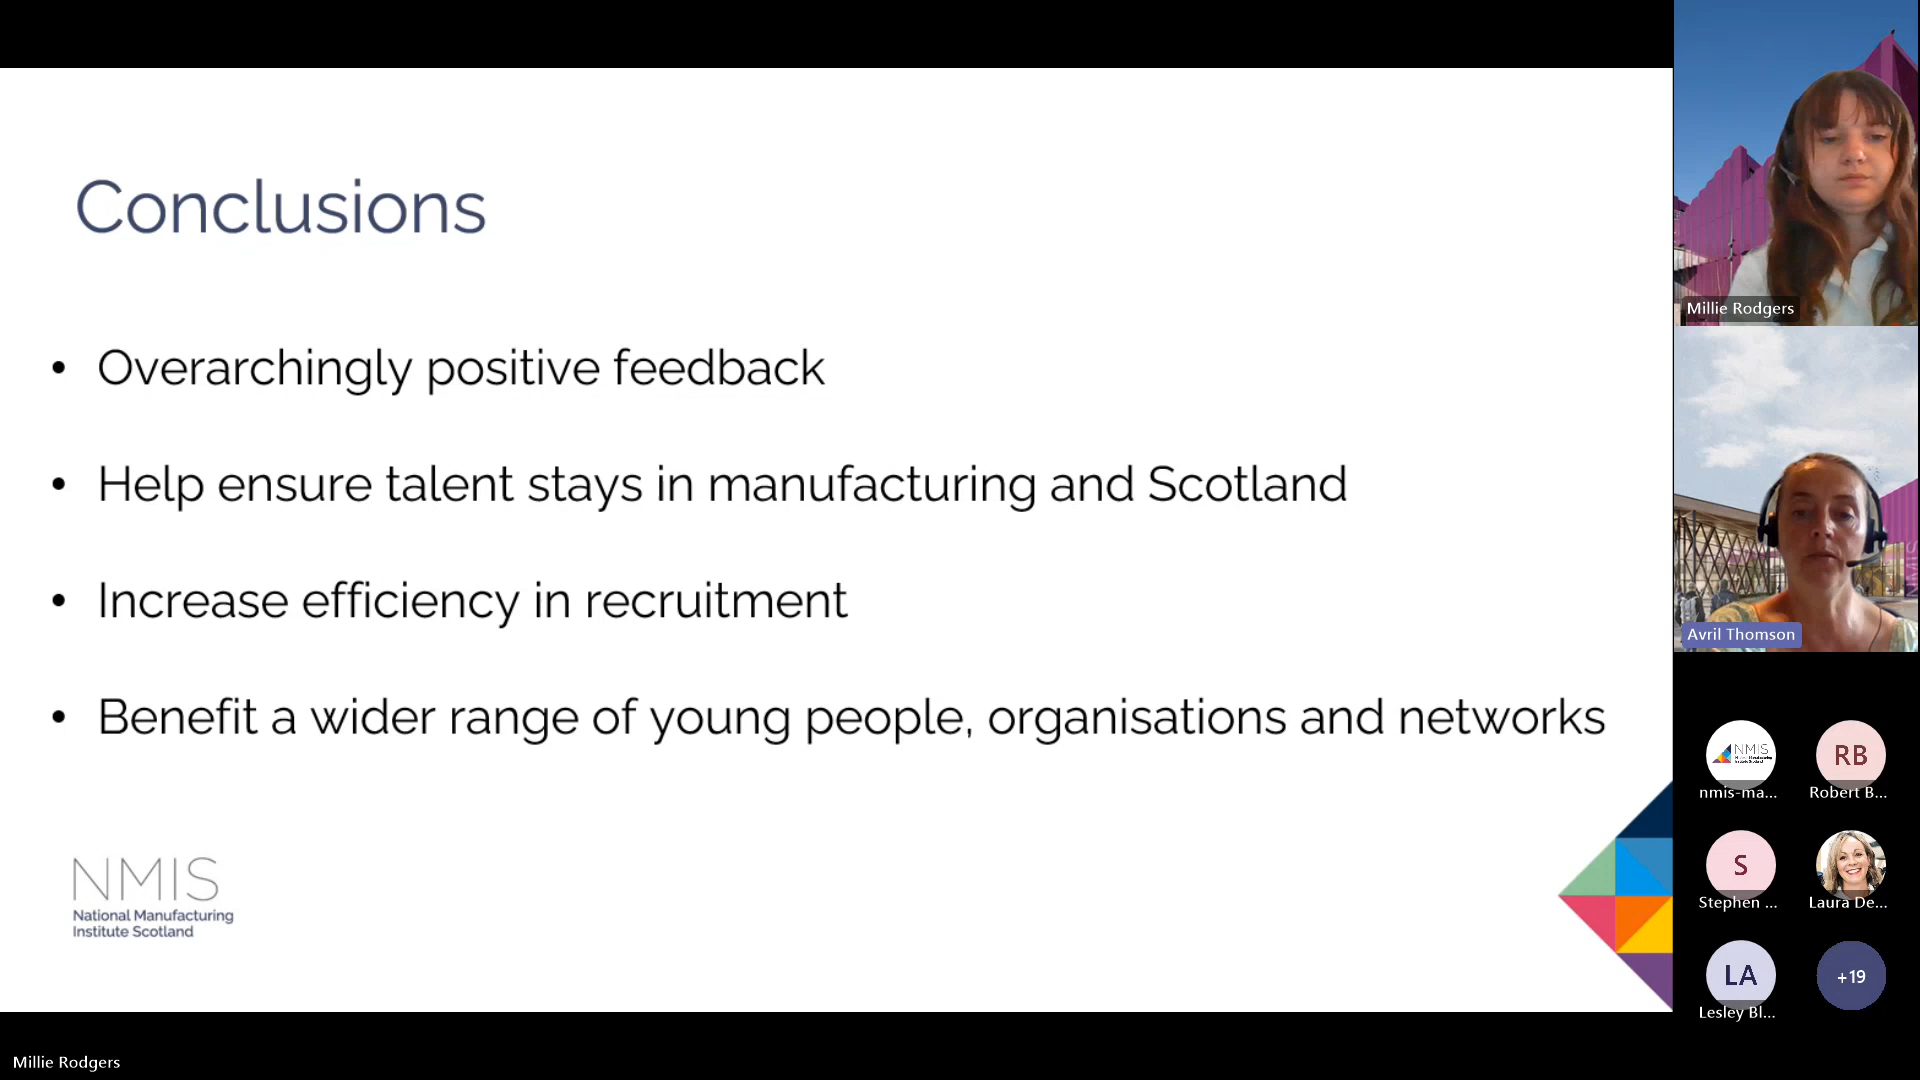 Conclusions
• Overarchingly positive feedback
• Help ensure talent stays in manufacturing and Scotland
• Increase efficiency in recruitment
• Benefit a wider range of young people, organisations and networks
NMIS
National Manufacturing
Institute Scotland
Millie Rodgers
Avril Thomson
NMIS
nmis-ma...
RB
Robert B...
S
Stephen ...
Laura De...
LA
Lesley Bl...
+19
Millie Rodgers